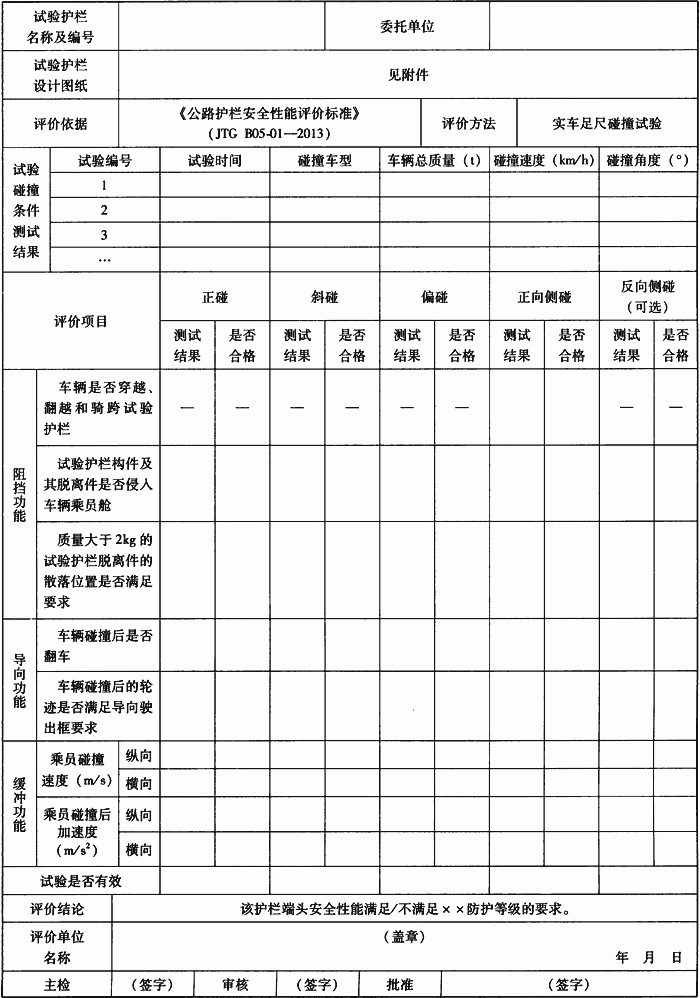 试验护栏
名称及编号
委托单位
试验护栏
设计图纸
见附件
评价依据
《公路护栏安全性能评价标准》
(JTG B05-01—2013)
评价方法
实车足尺碰撞试验
试验
碰撞
条件
测试
结果
试验编号 试验时间 碰撞车型 车辆总质量(t) 碰撞速度(km/h) 碰撞角度(°)
1
2
3
…
评价项目
正碰 斜碰 偏碰 正向侧碰
反向侧碰
(可选)
测试 是否 测试 是否 测试 是否 测试 是否 测试 是否
结果 合格 结果 合格 结果 合格 结果 合格 结果 合格
阻挡功能
车辆是否穿越、
翻越和骑跨试验
护栏
— — — — — — — —
试验护栏构件及
其脱离件是否侵入
车辆乘员舱
质量大于2kg的
试验护栏脱离件的
散落位置是否满足
要求
导向功能
车辆碰撞后是否
翻车
车辆碰撞后的轮
迹是否满足导向驶
出框要求
缓冲功能
乘员碰撞
速度(m/s)
纵向
横向
乘员碰撞后
加速度
(m/s²)
纵向
横向
试验是否有效
评价结论
该护栏端头安全性能满足/不满足××防护等级的要求。
评价单位
名称
(盖章)
年 月 日
主检 (签字) 审核 (签字) 批准 (签字)